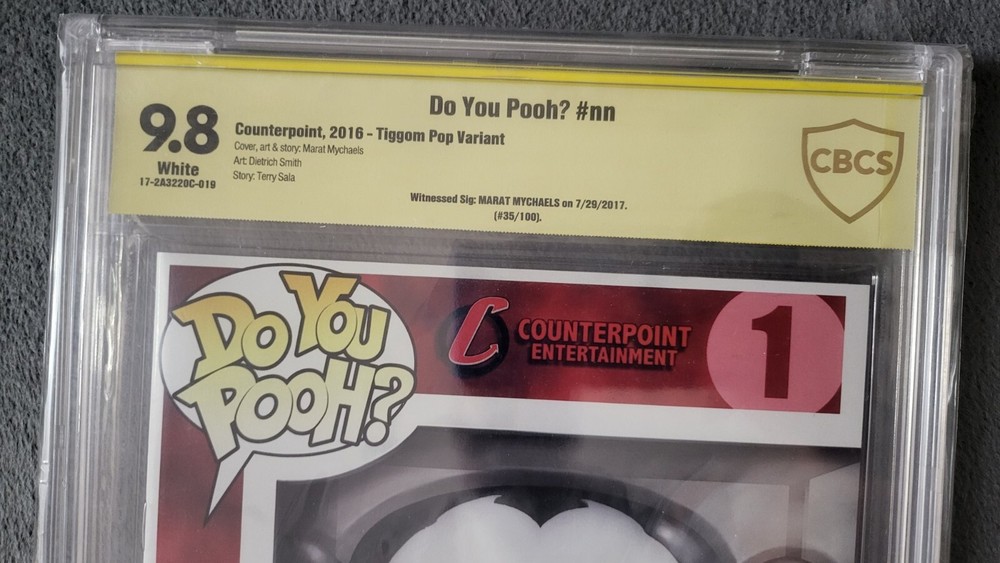 Do You Pooh? #nn
9.8
White
17-2A3220C-019
Counterpoint, 2016 - Tiggom Pop Variant
Cover, art & story: Marat Mychaels
Art: Dietrich Smith
Story: Terry Sala
Witnessed Sig: MARAT MYCHAELS on 7/29/2017.
(#35/100).
CBCS
DO YOU
POOH?
C COUNTERPOINT
ENTERTAINMENT
1